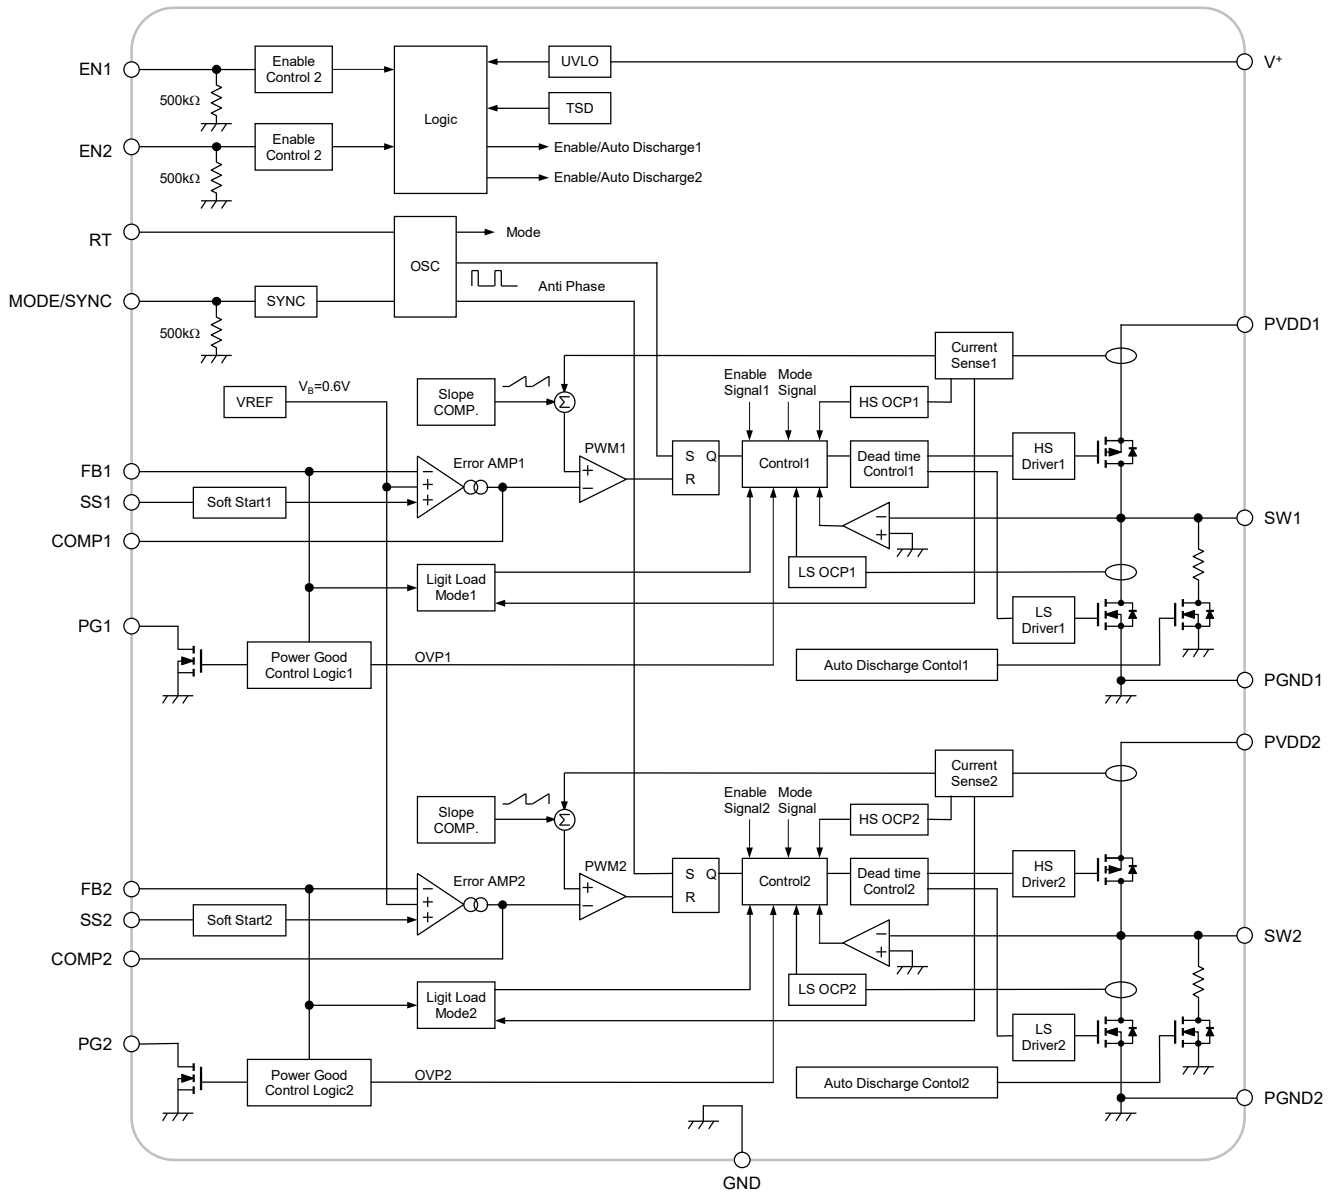 EN1
Enable
Control 2
500kΩ
UVLO
V+
TSD
Logic
EN2
Enable
Control 2
500kΩ
Enable/Auto Discharge1
Enable/Auto Discharge2
RT
OSC
Mode
Anti Phase
MODE/SYNC
SYNC
500kΩ
PVDD1
Current
Sense1
VREF
VB=0.6V
Slope
COMP.
Σ
Enable
Signal1
Mode
Signal
HS OCP1
FB1
Error AMP1
PWM1
S Q
R
Control1
Dead time
Control1
HS
Driver1
SS1
Soft Start1
−
+
+
+
−
−
+
SW1
COMP1
LS OCP1
Ligit Load
Mode1
LS
Driver1
PG1
Power Good
Control Logic1
OVP1
Auto Discharge Contol1
PGND1
PVDD2
Current
Sense2
Slope
COMP.
Σ
Enable
Signal2
Mode
Signal
HS OCP2
FB2
Error AMP2
PWM2
S Q
R
Control2
Dead time
Control2
HS
Driver2
SS2
Soft Start2
−
+
+
+
−
−
+
SW2
COMP2
LS OCP2
Ligit Load
Mode2
LS
Driver2
PG2
Power Good
Control Logic2
OVP2
Auto Discharge Contol2
PGND2
GND